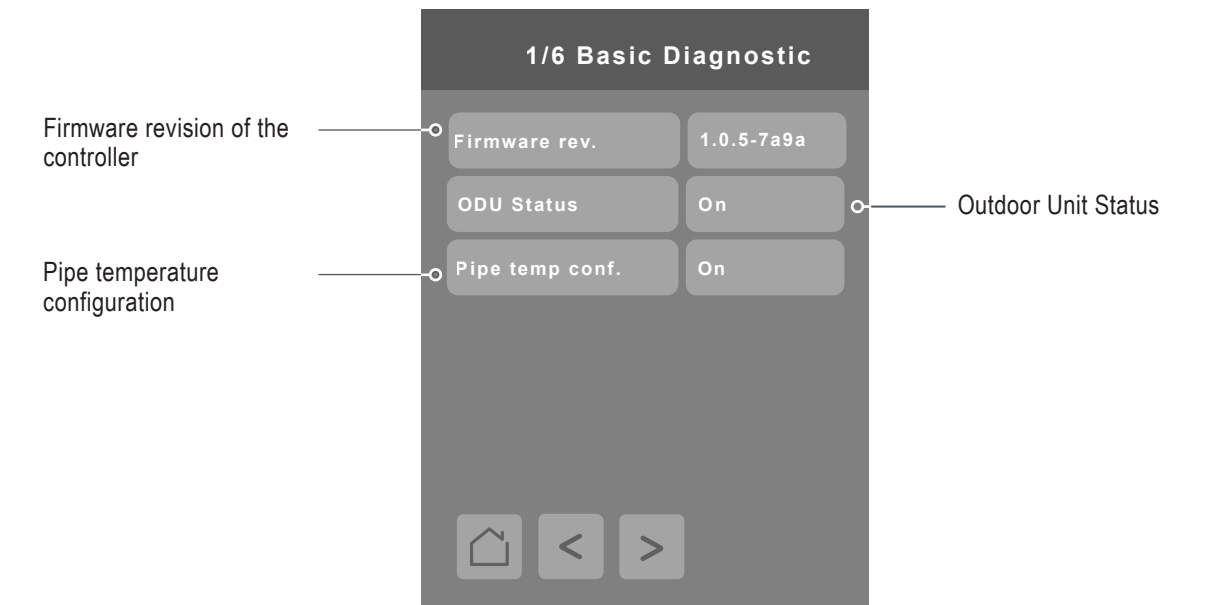 1/6 Basic Diagnostic
Firmware revision of the
controller
Firmware rev.
1.0.5-7a9a
ODU Status
On
Outdoor Unit Status
Pipe temperature
configuration
Pipe temp conf.
On
<
>